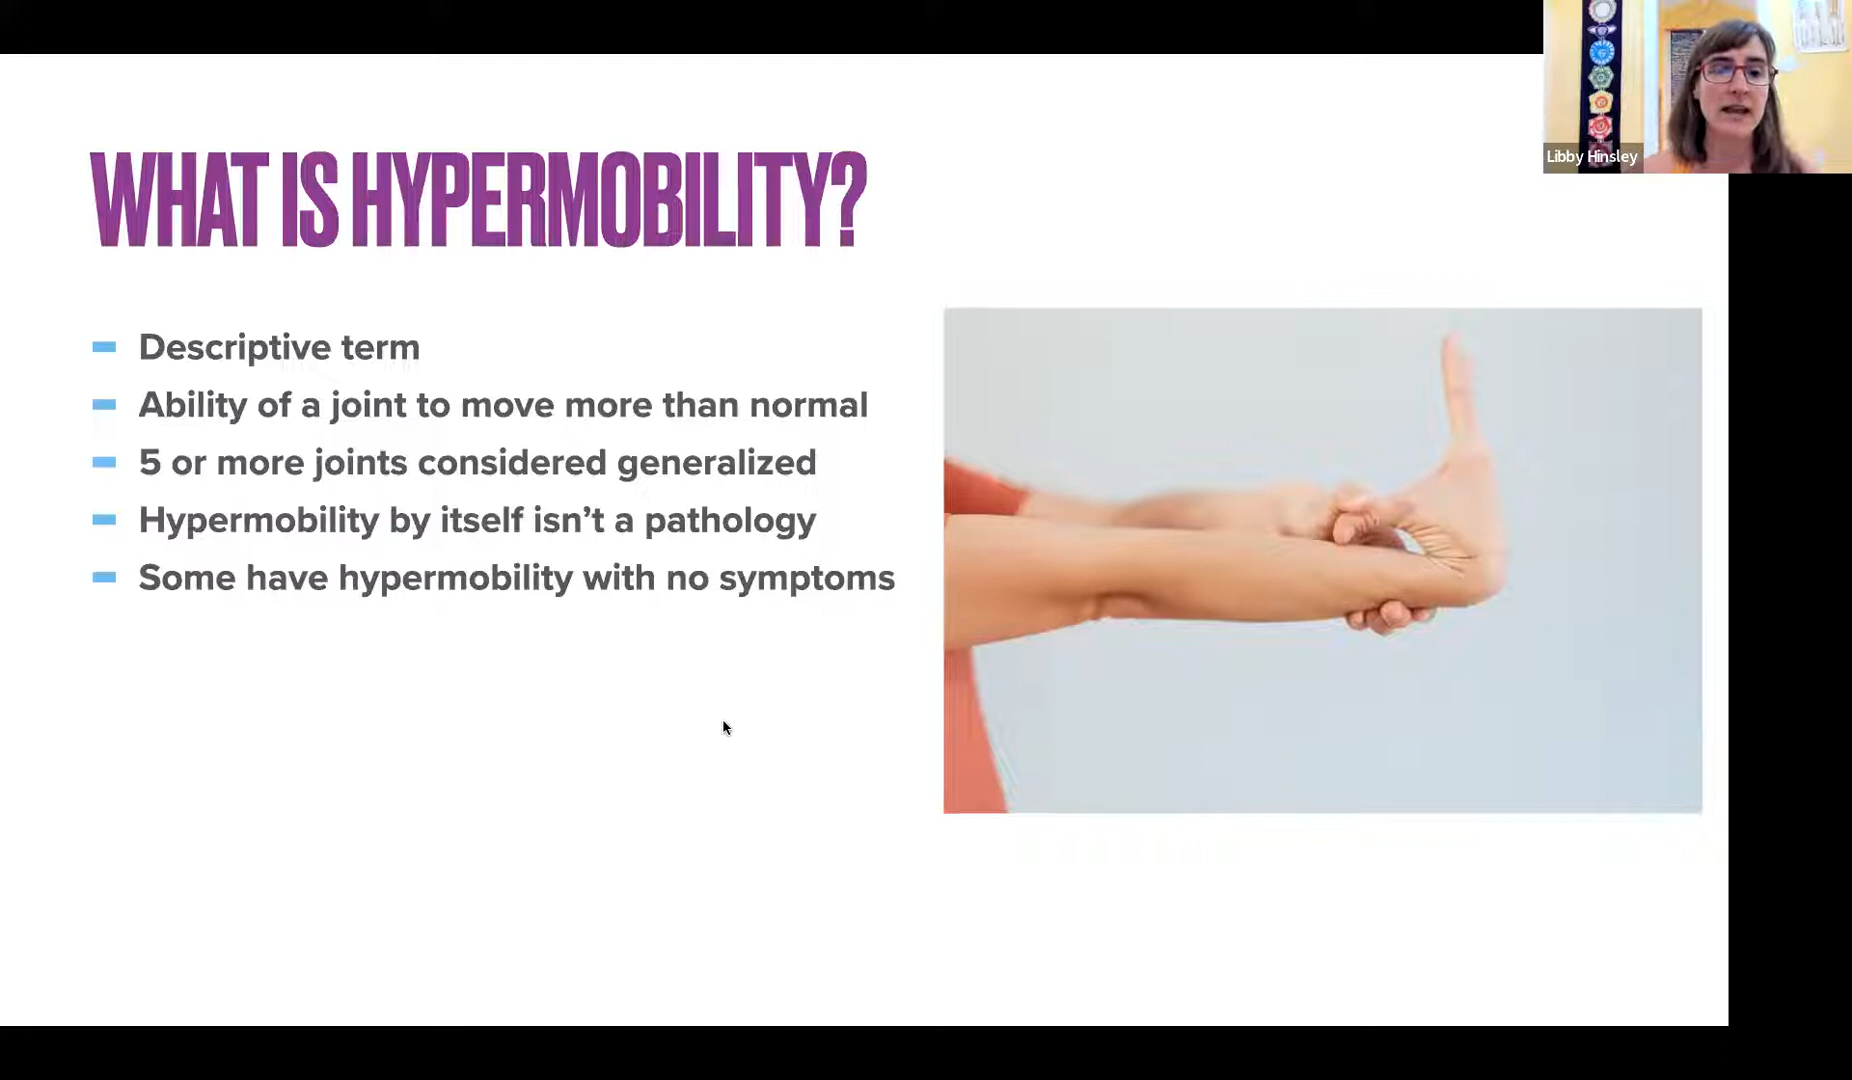 Libby Hinsley
WHAT IS HYPERMOBILITY?
Descriptive term
Ability of a joint to move more than normal
5 or more joints considered generalized
Hypermobility by itself isn’t a pathology
Some have hypermobility with no symptoms